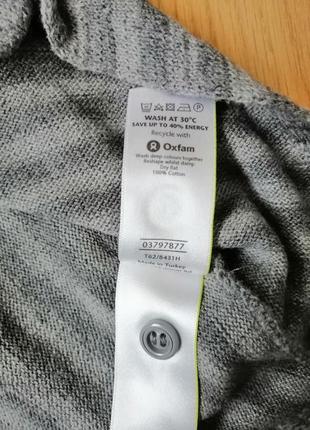 P
WASH AT 30°C
SAVE UP TO 40% ENERGY
Recycle with
Oxfam
Wash deep colours together
Reshape whilst damp
Dry flat
100% Cotton
03797877
T62/8431H
Made in Turkey